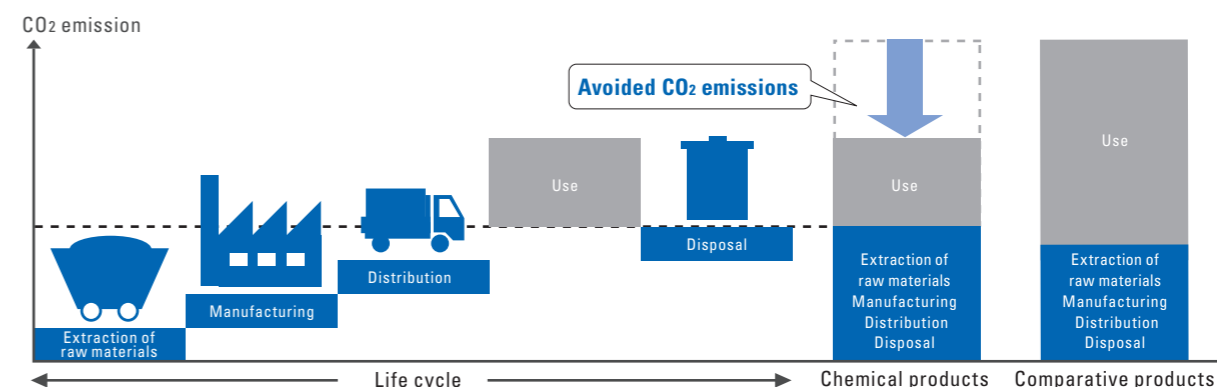 CO2 emission
Avoided CO2 emissions
Use
Use
Use
Disposal
Distribution
Manufacturing
Extraction of
raw materials
Extraction of
raw materials
Manufacturing
Distribution
Disposal
Extraction of
raw materials
Manufacturing
Distribution
Disposal
Life cycle
Chemical products
Comparative products